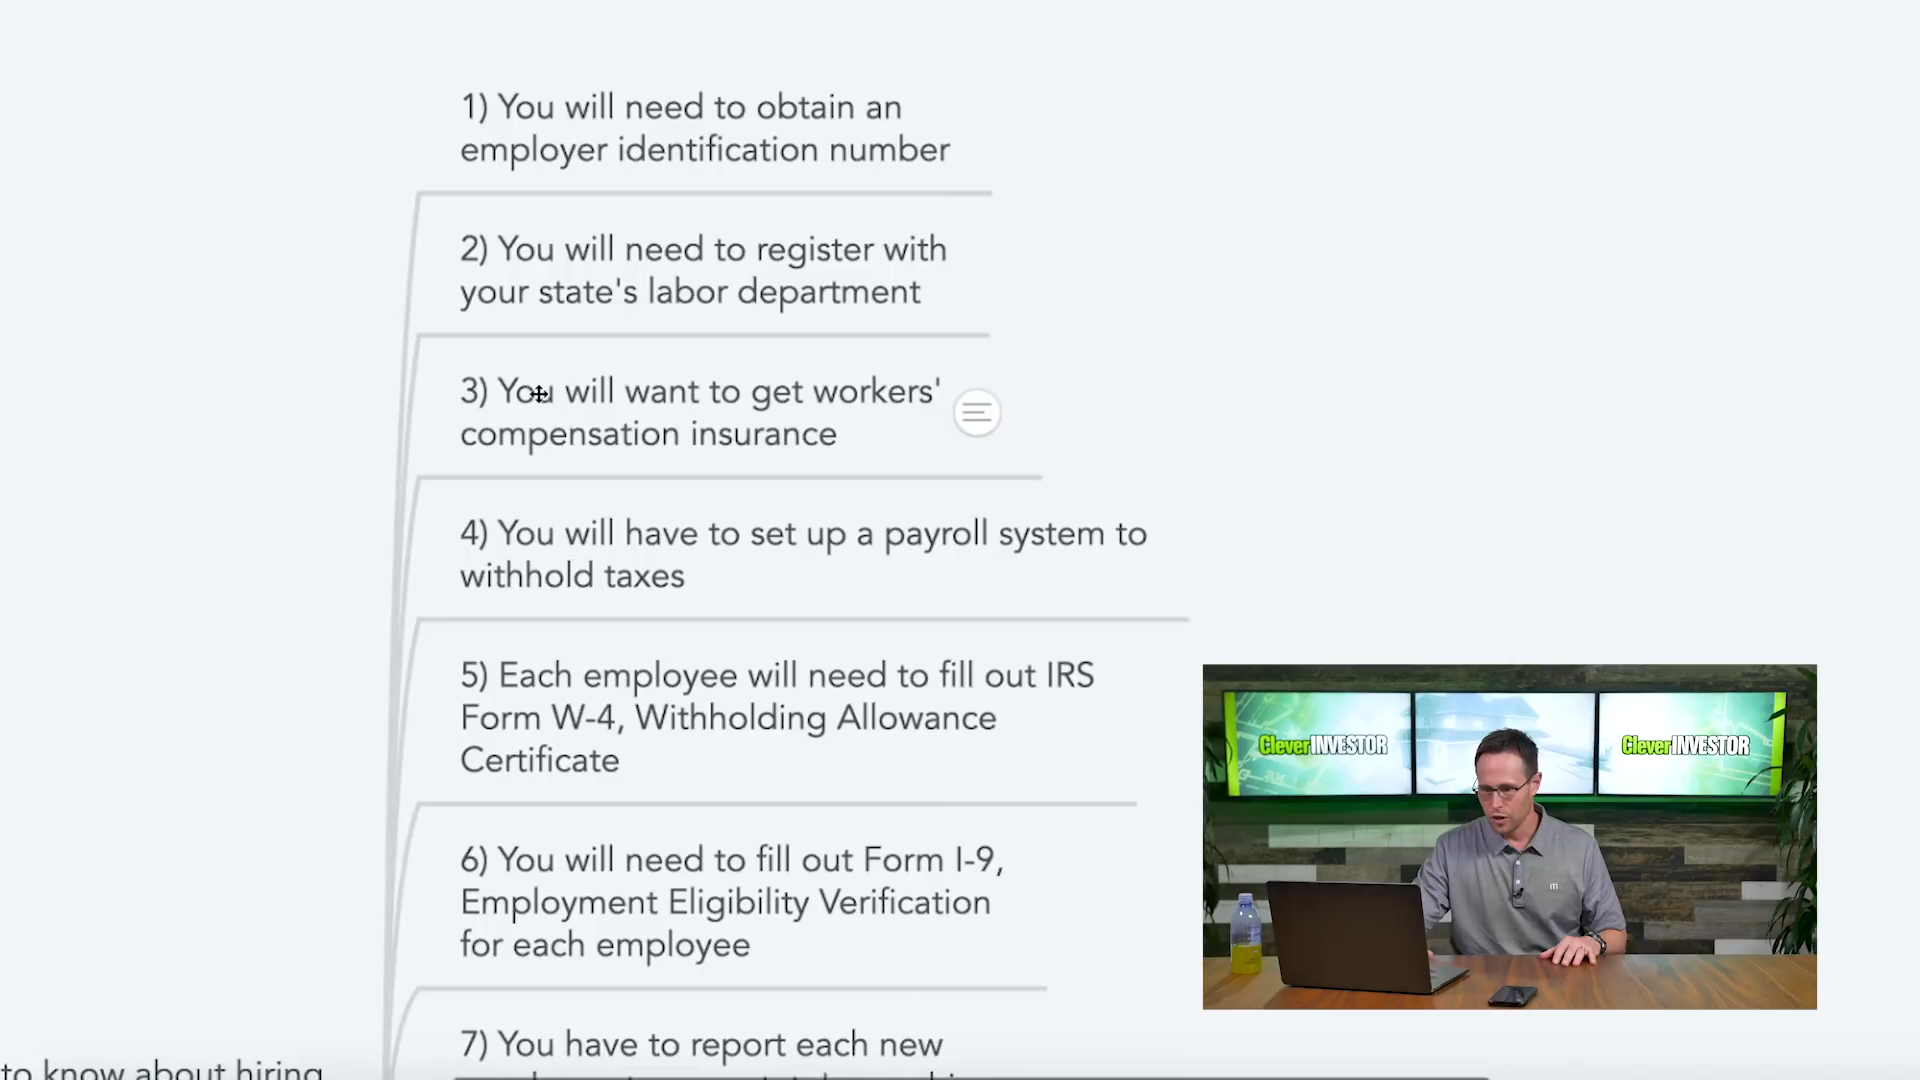 1) You will need to obtain an
employer identification number
2) You will need to register with
your state's labor department
3) You will want to get workers'
compensation insurance
4) You will have to set up a payroll system to
withhold taxes
5) Each employee will need to fill out IRS
Form W-4, Withholding Allowance
Certificate
6) You will need to fill out Form I-9,
Employment Eligibility Verification
for each employee
7) You have to report each new
to know about hiring
CleverINVESTOR
CleverINVESTOR
m